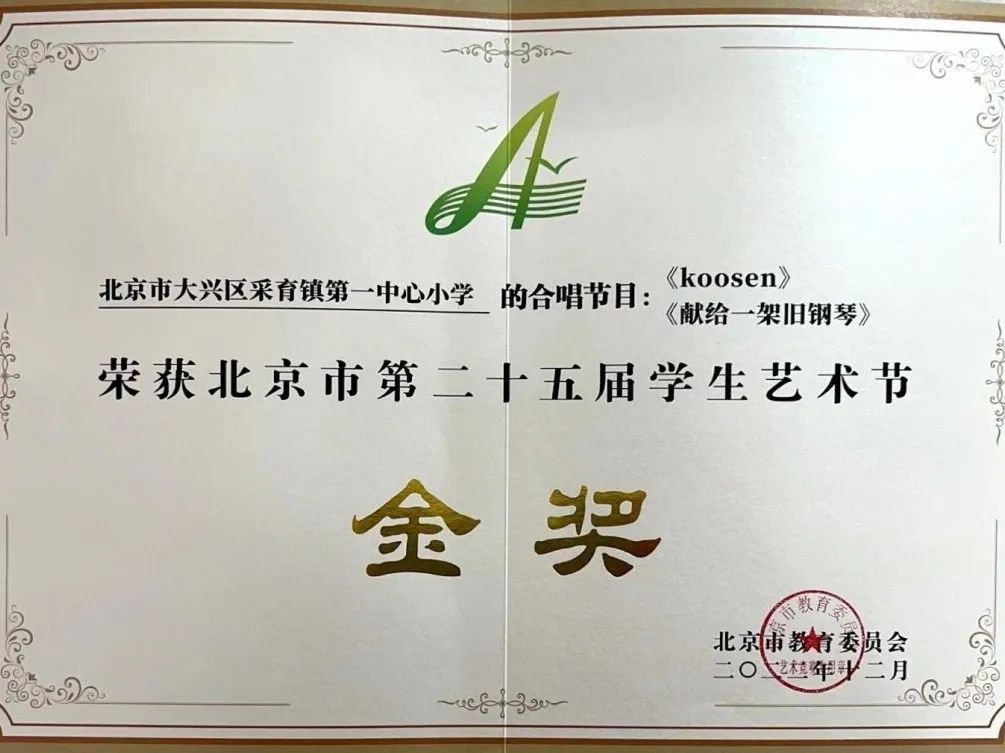 北京市大兴区采育镇第一中心小学 的合唱节目：
《koosen》
《献给一架旧钢琴》
荣获北京市第二十五届学生艺术节
金奖
北京市教育委员会
二〇二二年十二月